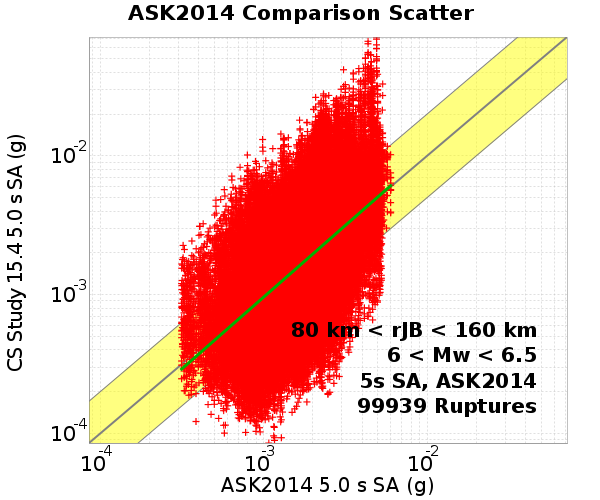 ASK2014 Comparison Scatter
CS Study 15.4 5.0 s SA (g)
10-2
10-3
10-4
80 km < rJB < 160 km
6 < Mw < 6.5
5s SA, ASK2014
99939 Ruptures
10-4 10-3 10-2
ASK2014 5.0 s SA (g)